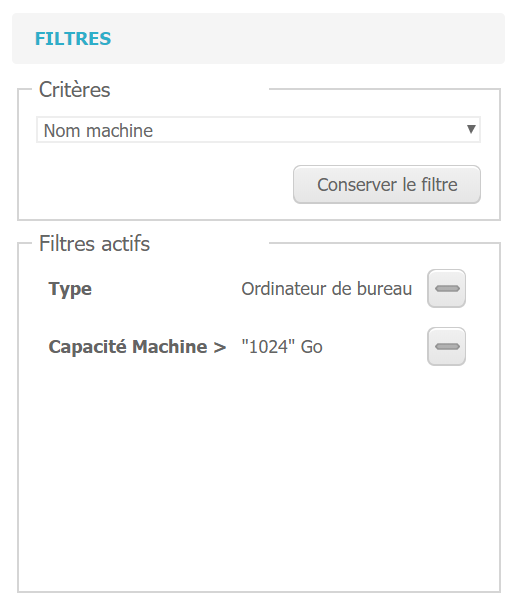 FILTRES
Critères
Nom machine
Conserver le filtre
Filtres actifs
Type Ordinateur de bureau
Capacité Machine > "1024" Go